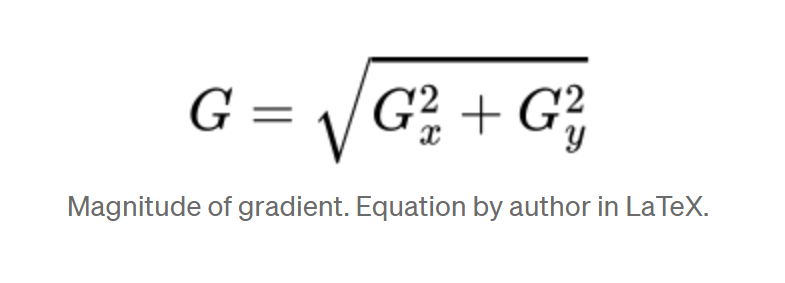 G = √(G_x^2 + G_y^2)
Magnitude of gradient. Equation by author in LaTeX.